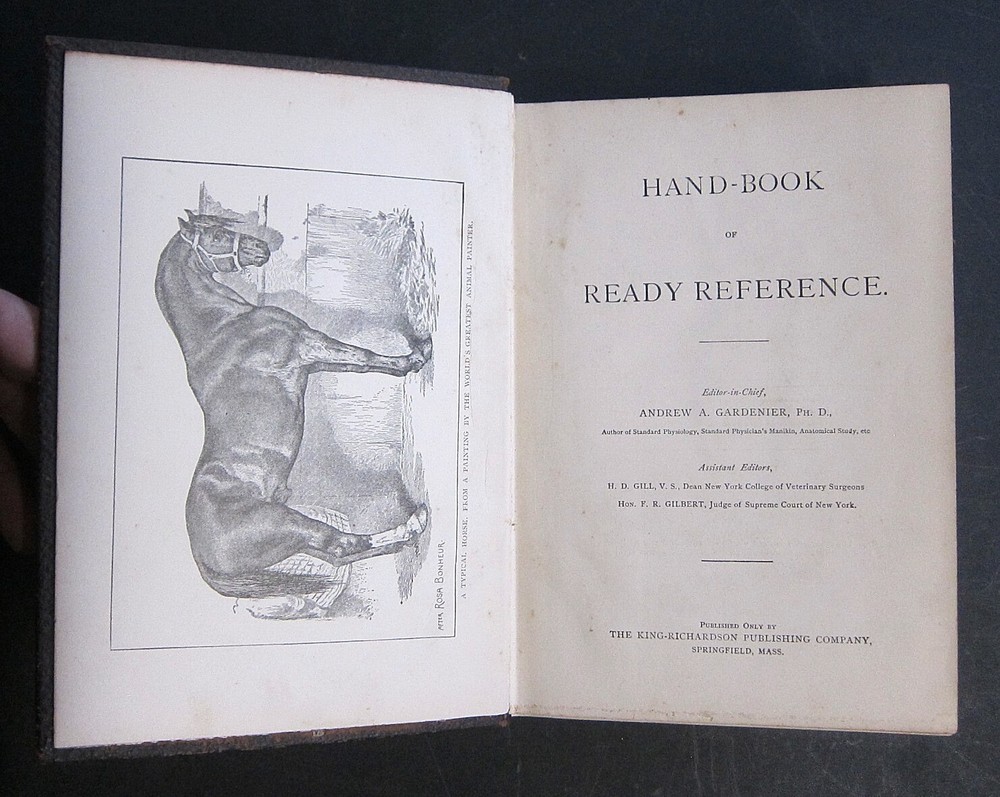 AFTER ROSA BONHEUR.
A TYPICAL HORSE, FROM A PAINTING BY THE WORLD'S GREATEST ANIMAL PAINTER.
HAND-BOOK
OF
READY REFERENCE.
Editor-in-Chief,
ANDREW A. GARDENIER, PH. D.,
Author of Standard Physiology, Standard Physician's Manikin, Anatomical Study, etc
Assistant Editors,
H. D. GILL, V. S., Dean New York College of Veterinary Surgeons
HON. F. R. GILBERT, Judge of Supreme Court of New York.
PUBLISHED ONLY BY
THE KING-RICHARDSON PUBLISHING COMPANY,
SPRINGFIELD, MASS.